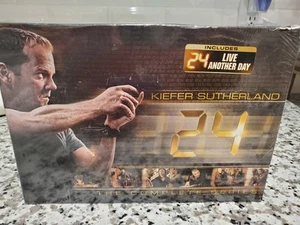 INCLUDES
24 LIVE
ANOTHER DAY
KIEFER SUTHERLAND
24